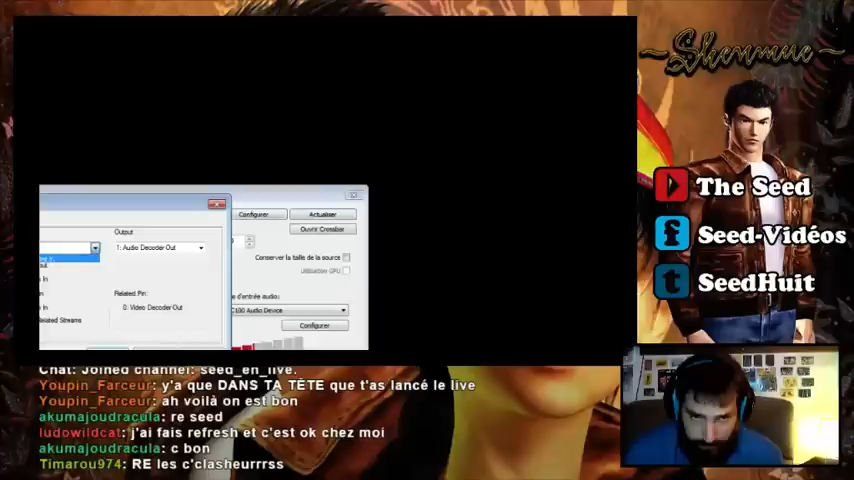 ~Shenmue~
The Seed
Seed-Vidéos
SeedHuit
Output
1: Audio Decoder Out
In
In
Related Pin:
0: Video Decoder Out
ated Streams
Configurer
Actualiser
Ouvrir Crossbar
Conserver la taille de la source
Utilisation GPU
e d'entrée audio:
C100 Audio Device
Configurer
Chat: Joined channel: seed_en_live.
Youpin_Farceur: y'a que DANS TA TÊTE que t'as lancé le live
Youpin_Farceur: ah voilà on est bon
akumajoudracula: re seed
ludowildcat: j'ai fais refresh et c'est ok chez moi
akumajoudracula: c bon
Timarou974: RE les c'clasheurrrss